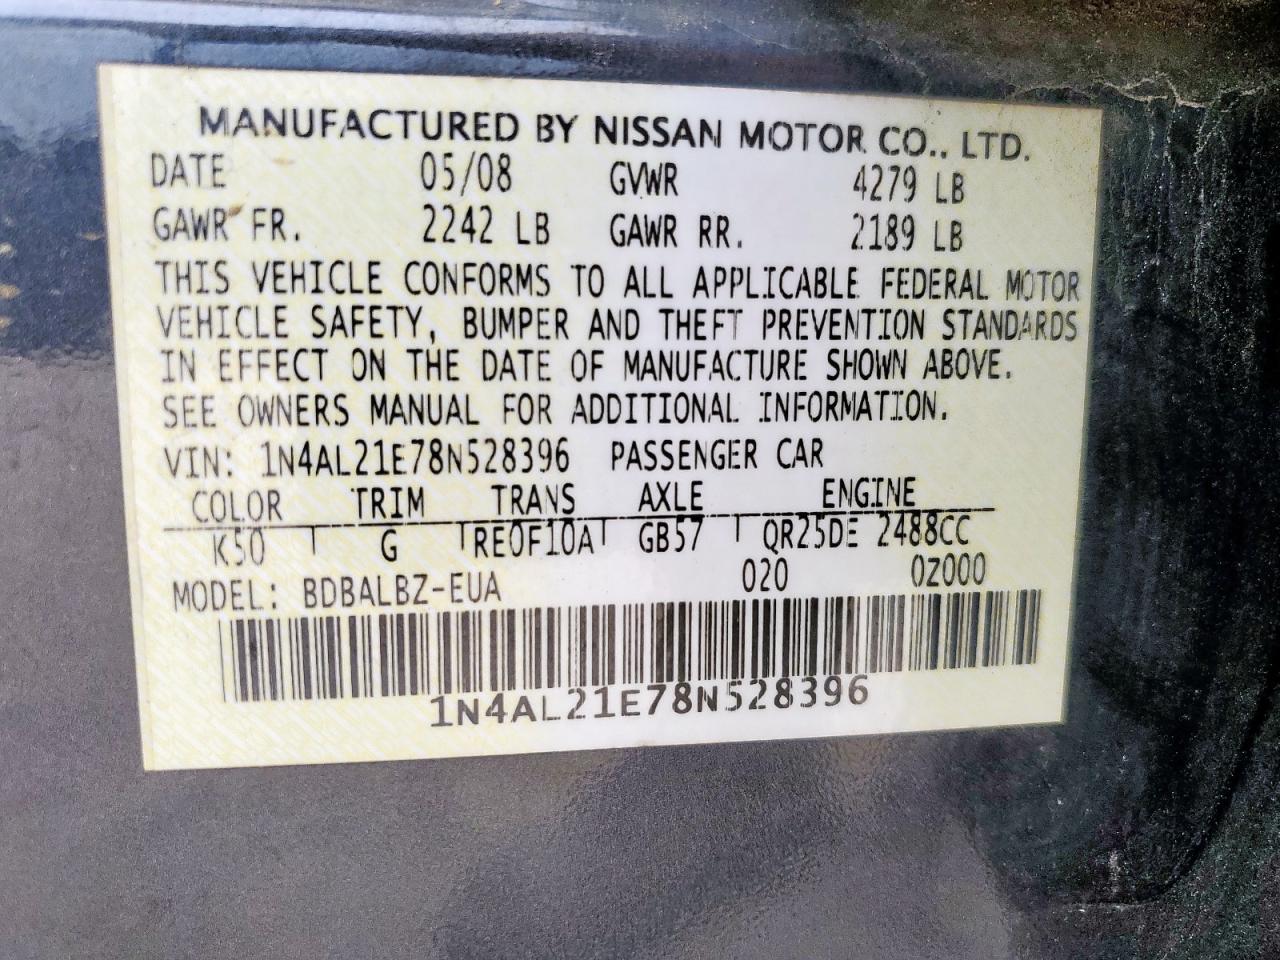 MANUFACTURED BY NISSAN MOTOR CO., LTD.
DATE 05/08 GVWR 4279 LB
GAWR FR. 2242 LB GAWR RR. 2189 LB
THIS VEHICLE CONFORMS TO ALL APPLICABLE FEDERAL MOTOR
VEHICLE SAFETY, BUMPER AND THEFT PREVENTION STANDARDS
IN EFFECT ON THE DATE OF MANUFACTURE SHOWN ABOVE.
SEE OWNERS MANUAL FOR ADDITIONAL INFORMATION.
VIN: 1N4AL21E78N528396 PASSENGER CAR
COLOR TRIM TRANS AXLE ENGINE
K50 G RE0F10A GB57 QR25DE 2488CC
MODEL: BDBALBZ-EUA 020 0Z000
1N4AL21E78N528396